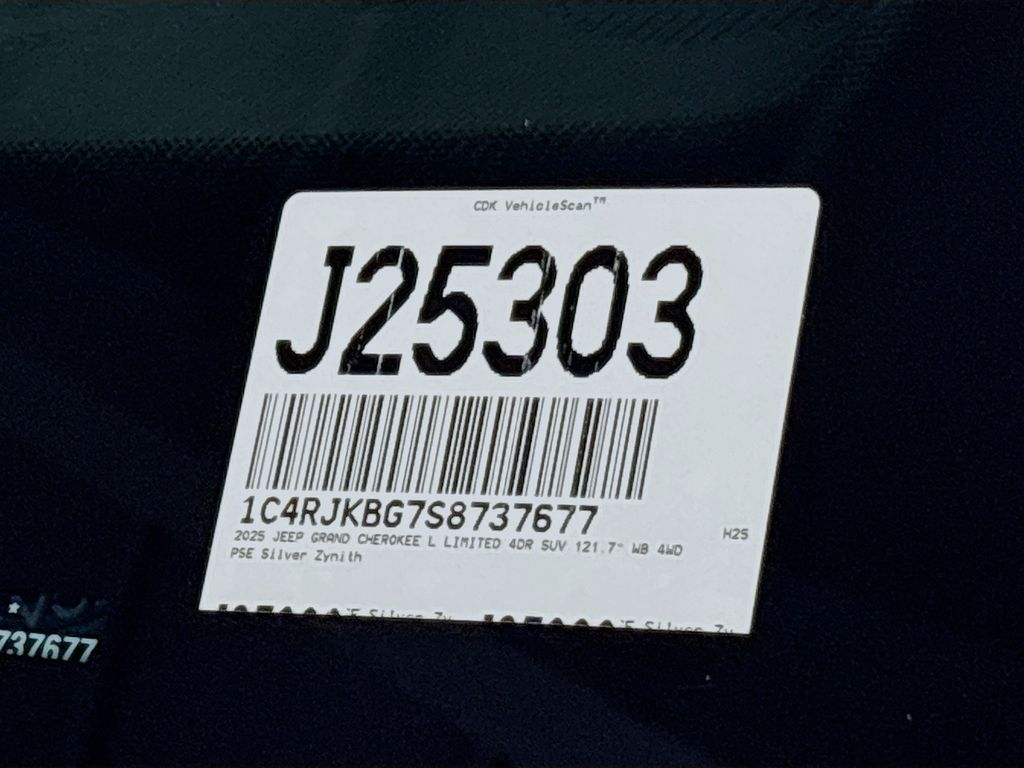 CDK VehicleScan™
J25303
1C4RJKBG7S8737677
2025 JEEP GRAND CHEROKEE L LIMITED 4DR SUV 121.7" WB 4WD
H25
PSE Silver Zynith
737677